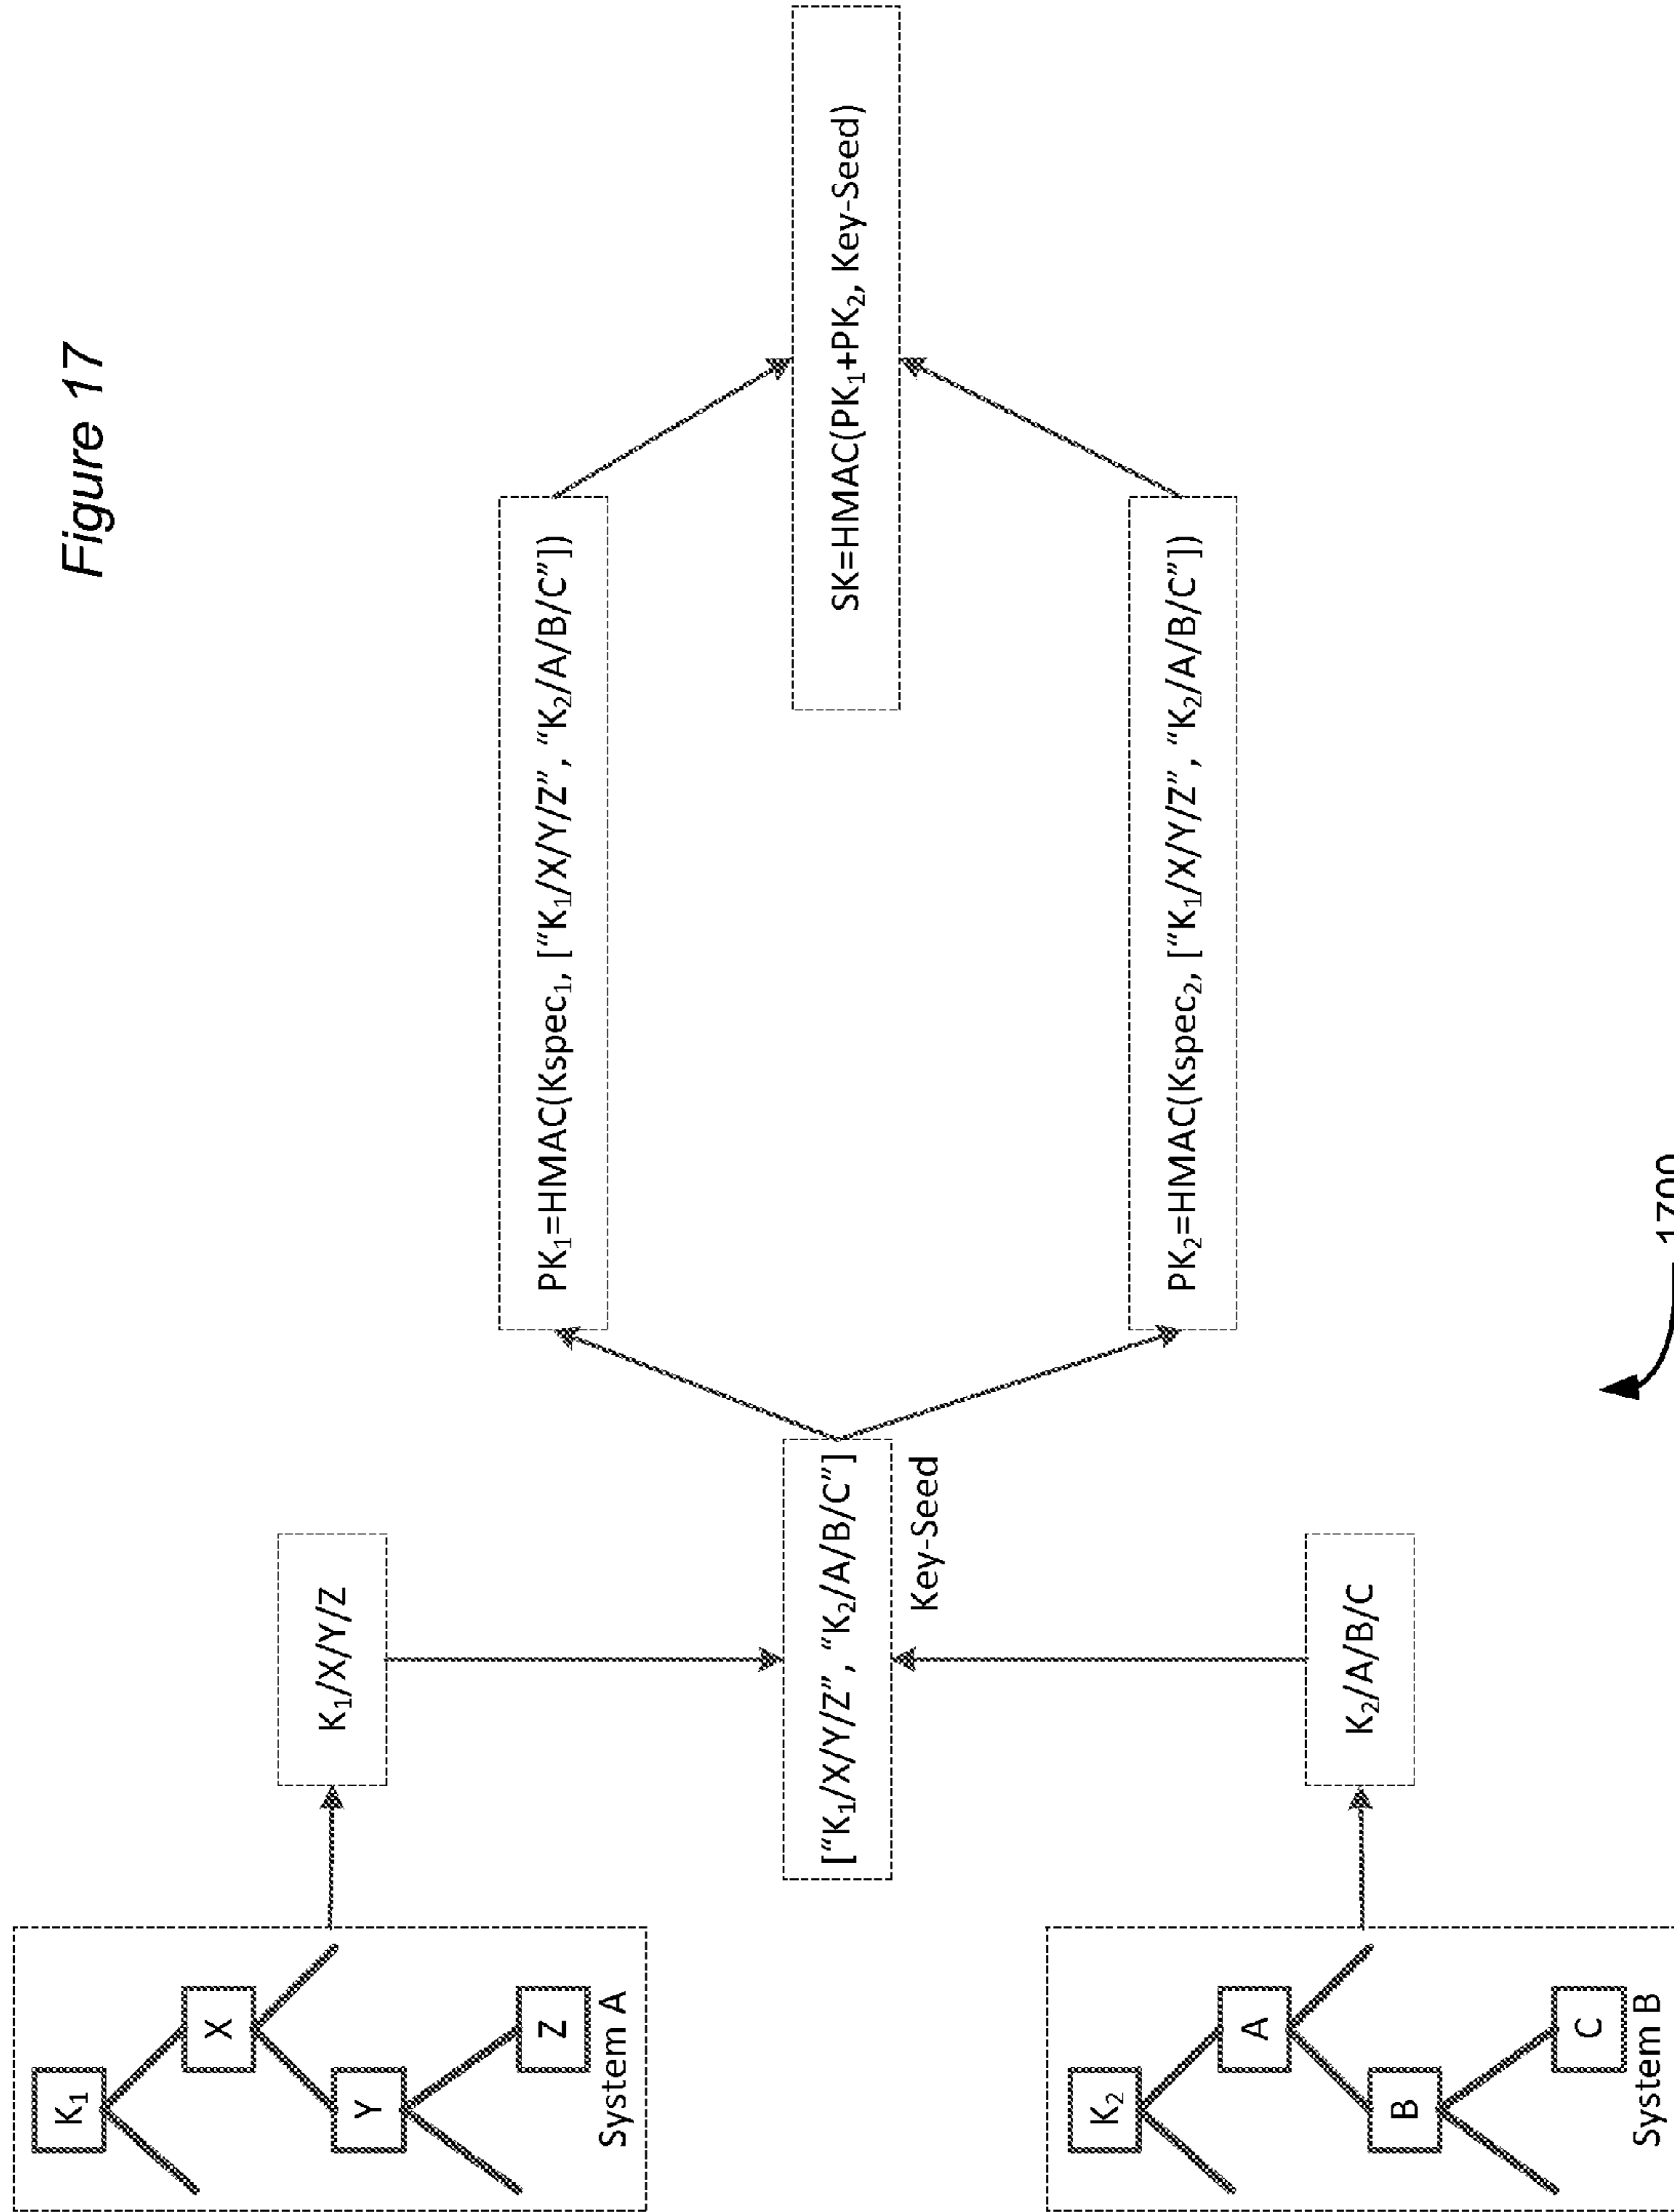 Figure 17
K₁
X
Y
Z
System A
K₁/X/Y/Z
K₂
A
B
C
System B
K₂/A/B/C
[“K₁/X/Y/Z”, “K₂/A/B/C”]
Key-Seed
PK₁=HMAC(Kspec₁, [“K₁/X/Y/Z”, “K₂/A/B/C”])
PK₂=HMAC(Kspec₂, [“K₁/X/Y/Z”, “K₂/A/B/C”])
SK=HMAC(PK₁+PK₂, Key-Seed)
1700